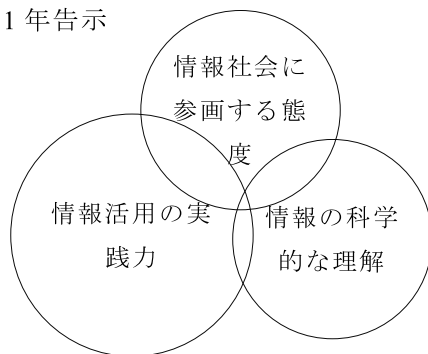 1年告示
情報社会に
参画する態
度
情報活用の実
践力
情報の科学
的な理解